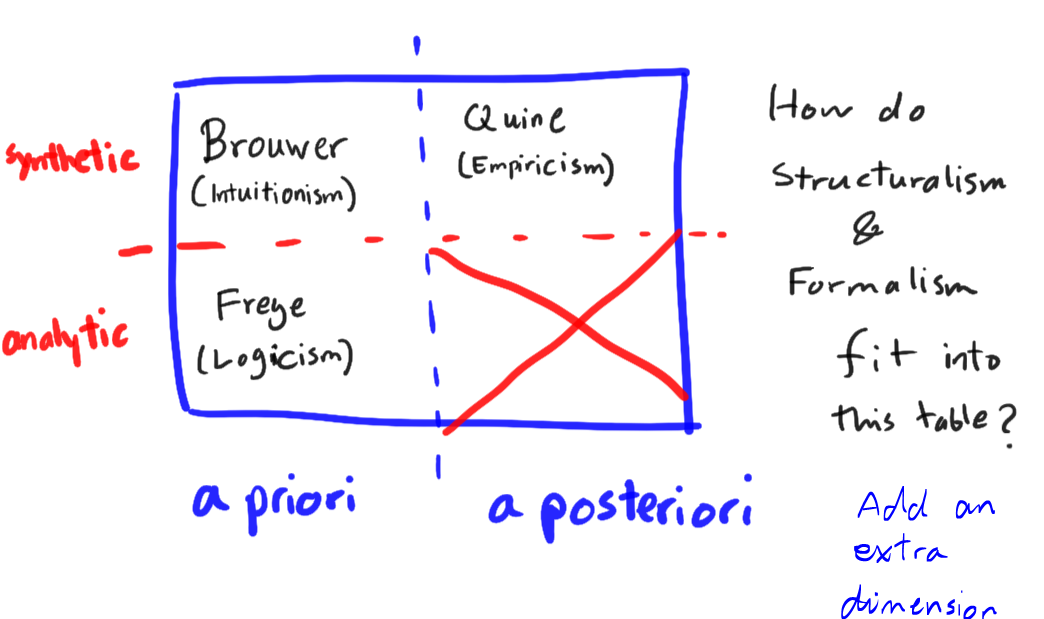 synthetic
analytic
Brouwer
(Intuitionism)
Quine
(Empiricism)
Frege
(Logicism)
a priori
a posteriori
How do
Structuralism
&
Formalism
fit into
this table?
Add an
extra
dimension